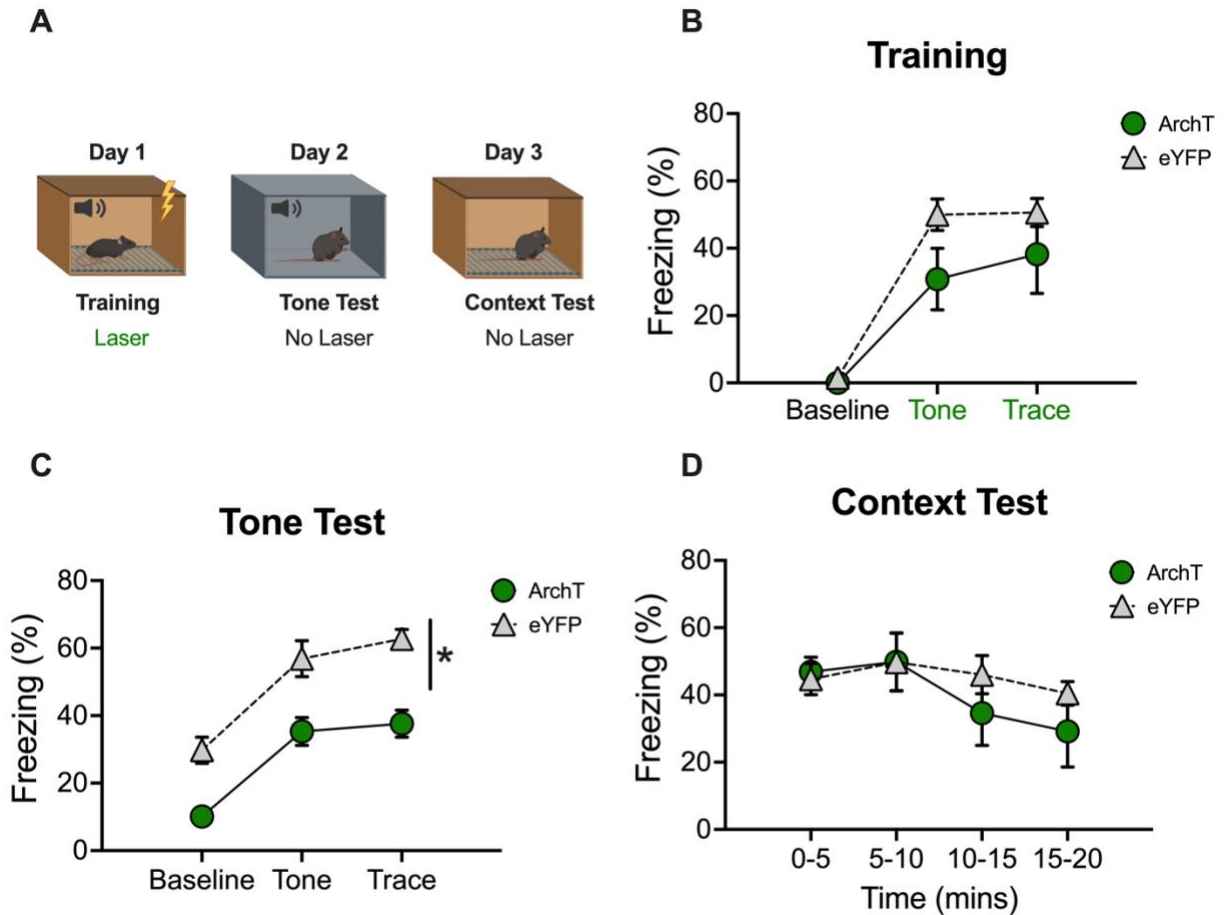 A
Day 1
Day 2
Day 3
Training
Tone Test
Context Test
Laser
No Laser
No Laser
B
Training
Freezing (%)
80
60
40
20
0
Baseline
Tone
Trace
ArchT
eYFP
C
Tone Test
Freezing (%)
80
60
40
20
0
Baseline
Tone
Trace
ArchT
eYFP
*
D
Context Test
Freezing (%)
80
60
40
20
0
0-5
5-10
10-15
15-20
Time (mins)
ArchT
eYFP